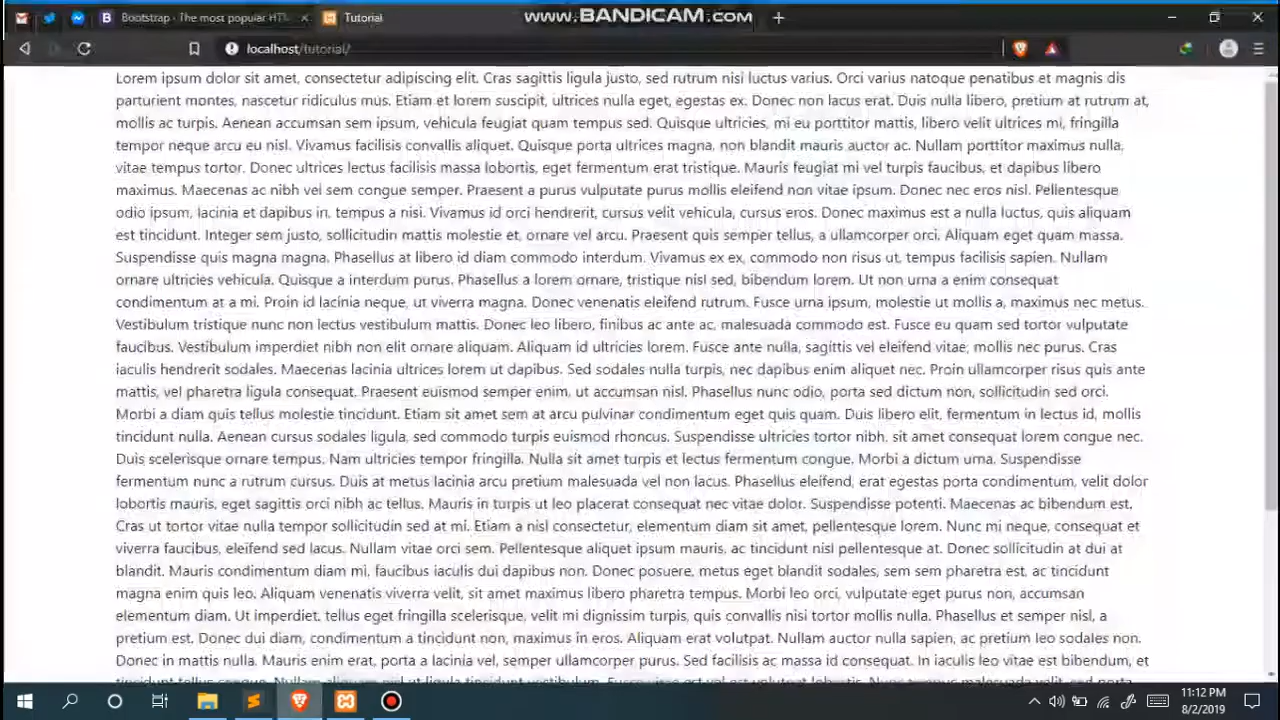 Bootstrap · The most popular HTM
Tutorial
www.BANDICAM.com
localhost/tutorial/
Lorem ipsum dolor sit amet, consectetur adipiscing elit. Cras sagittis ligula justo, sed rutrum nisi luctus varius. Orci varius natoque penatibus et magnis dis
parturient montes, nascetur ridiculus mus. Etiam et lorem suscipit, ultrices nulla eget, egestas ex. Donec non lacus erat. Duis nulla libero, pretium at rutrum at,
mollis ac turpis. Aenean accumsan sem ipsum, vehicula feugiat quam tempus sed. Quisque ultricies, mi eu porttitor mattis, libero velit ultrices mi, fringilla
tempor neque arcu eu nisl. Vivamus facilisis convallis aliquet. Quisque porta ultrices magna, non blandit mauris auctor ac. Nullam porttitor maximus nulla,
vitae tempus tortor. Donec ultrices lectus facilisis massa lobortis, eget fermentum erat tristique. Mauris feugiat mi vel turpis faucibus, et dapibus libero
maximus. Maecenas ac nibh vel sem congue semper. Praesent a purus vulputate purus mollis eleifend non vitae ipsum. Donec nec eros nisl. Pellentesque
odio ipsum, lacinia et dapibus in, tempus a nisi. Vivamus id orci hendrerit, cursus velit vehicula, cursus eros. Donec maximus est a nulla luctus, quis aliquam
est tincidunt. Integer sem justo, sollicitudin mattis molestie et, ornare vel arcu. Praesent quis semper tellus, a ullamcorper orci. Aliquam eget quam massa.
Suspendisse quis magna magna. Phasellus at libero id diam commodo interdum. Vivamus ex ex, commodo non risus ut, tempus facilisis sapien. Nullam
ornare ultricies vehicula. Quisque a interdum purus. Phasellus a lorem ornare, tristique nisl sed, bibendum lorem. Ut non urna a enim consequat
condimentum at a mi. Proin id lacinia neque, ut viverra magna. Donec venenatis eleifend rutrum. Fusce urna ipsum, molestie ut mollis a, maximus nec metus.
Vestibulum tristique nunc non lectus vestibulum mattis. Donec leo libero, finibus ac ante ac, malesuada commodo est. Fusce eu quam sed tortor vulputate
faucibus. Vestibulum imperdiet nibh non elit ornare aliquam. Aliquam id ultricies lorem. Fusce ante nulla, sagittis vel eleifend vitae, mollis nec purus. Cras
iaculis hendrerit sodales. Maecenas lacinia ultrices lorem ut dapibus. Sed sodales nulla turpis, nec dapibus enim aliquet nec. Proin ullamcorper risus quis ante
mattis, vel pharetra ligula consequat. Praesent euismod semper enim, ut accumsan nisl. Phasellus nunc odio, porta sed dictum non, sollicitudin sed orci.
Morbi a diam quis tellus molestie tincidunt. Etiam sit amet sem at arcu pulvinar condimentum eget quis quam. Duis libero elit, fermentum in lectus id, mollis
tincidunt nulla. Aenean cursus sodales ligula, sed commodo turpis euismod rhoncus. Suspendisse ultricies tortor nibh, sit amet consequat lorem congue nec.
Duis scelerisque ornare tempus. Nam ultricies tempor fringilla. Nulla sit amet turpis et lectus fermentum congue. Morbi a dictum urna. Suspendisse
fermentum nunc a rutrum cursus. Duis at metus lacinia arcu pretium malesuada vel non lacus. Phasellus eleifend, erat egestas porta condimentum, velit dolor
lobortis mauris, eget sagittis orci nibh ac tellus. Mauris in turpis ut leo placerat consequat nec vitae dolor. Suspendisse potenti. Maecenas ac bibendum est.
Cras ut tortor vitae nulla tempor sollicitudin sed at mi. Etiam a nisl consectetur, elementum diam sit amet, pellentesque lorem. Nunc mi neque, consequat et
viverra faucibus, eleifend sed lacus. Nullam vitae orci sem. Pellentesque aliquet ipsum mauris, ac tincidunt nisl pellentesque at. Donec sollicitudin at dui at
blandit. Mauris condimentum diam mi, faucibus iaculis dui dapibus non. Donec posuere, metus eget blandit sodales, sem sem pharetra est, ac tincidunt
magna enim quis leo. Aliquam venenatis viverra velit, sit amet maximus libero pharetra tempus. Morbi leo orci, vulputate eget purus non, accumsan
elementum diam. Ut imperdiet, tellus eget fringilla scelerisque, velit mi dignissim turpis, quis convallis nisi tortor mollis nulla. Phasellus et semper nisl, a
pretium est. Donec dui diam, condimentum a tincidunt non, maximus in eros. Aliquam erat volutpat. Nullam auctor nulla sapien, ac pretium leo sodales non.
Donec in mattis nulla. Mauris enim erat, porta a lacinia vel, semper ullamcorper purus. Sed facilisis ac massa id consequat. In iaculis leo vitae est bibendum, et
11:12 PM
8/2/2019